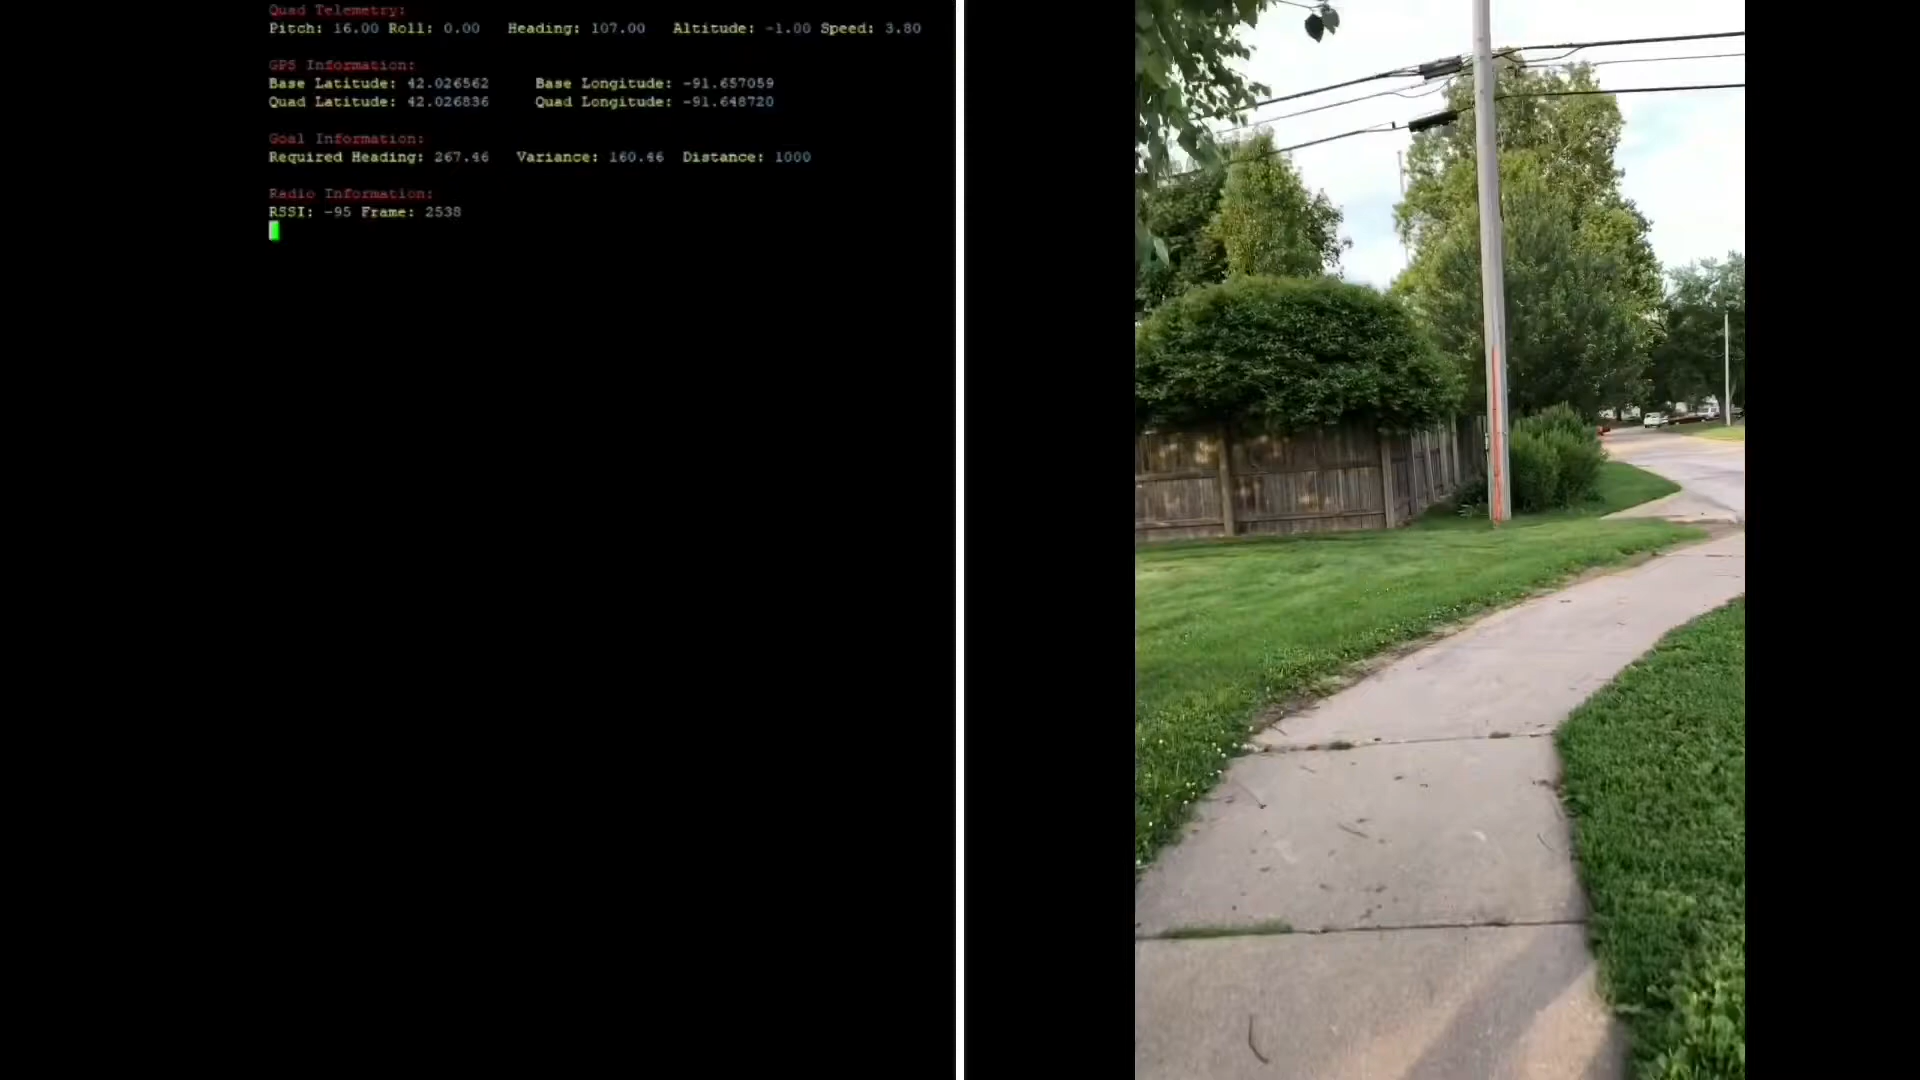 Quad Telemetry:
Pitch: 16.00 Roll: 0.00 Heading: 107.00 Altitude: -1.00 Speed: 3.80
GPS Information:
Base Latitude: 42.026562 Base Longitude: -91.657059
Quad Latitude: 42.026836 Quad Longitude: -91.648720
Goal Information:
Required Heading: 267.46 Variance: 160.46 Distance: 1000
Radio Information:
RSSI: -95 Frame: 2538